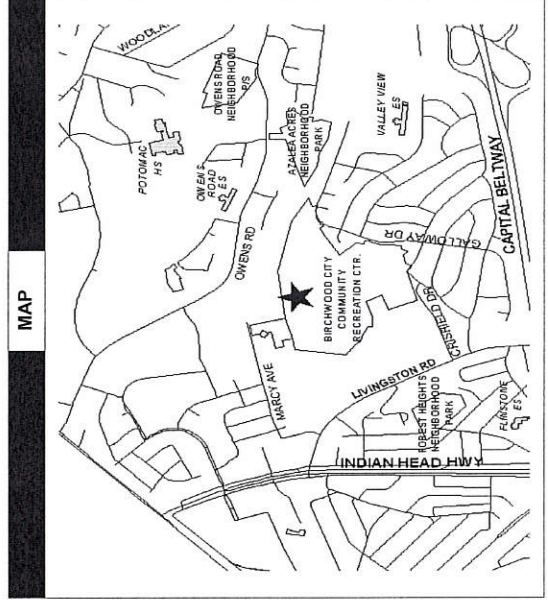 MAP
WOODLA
POTOMAC
HS
OWENS ROAD
NEIGHBORHOOD
P/S
OWENS
ROAD
ES
AZALEA ACRES
NEIGHBORHOOD
PARK
VALLEY VIEW
ES
OWENS RD
BIRCHWOOD CITY
COMMUNITY
RECREATION CTR.
GALLOWAY DR
CAPITAL BELTWAY
MARCY AVE
CRISFIELD DR
LIVINGSTON RD
FOREST HEIGHTS
NEIGHBORHOOD
PARK
FLINTSTONE
ES
INDIAN HEAD HWY